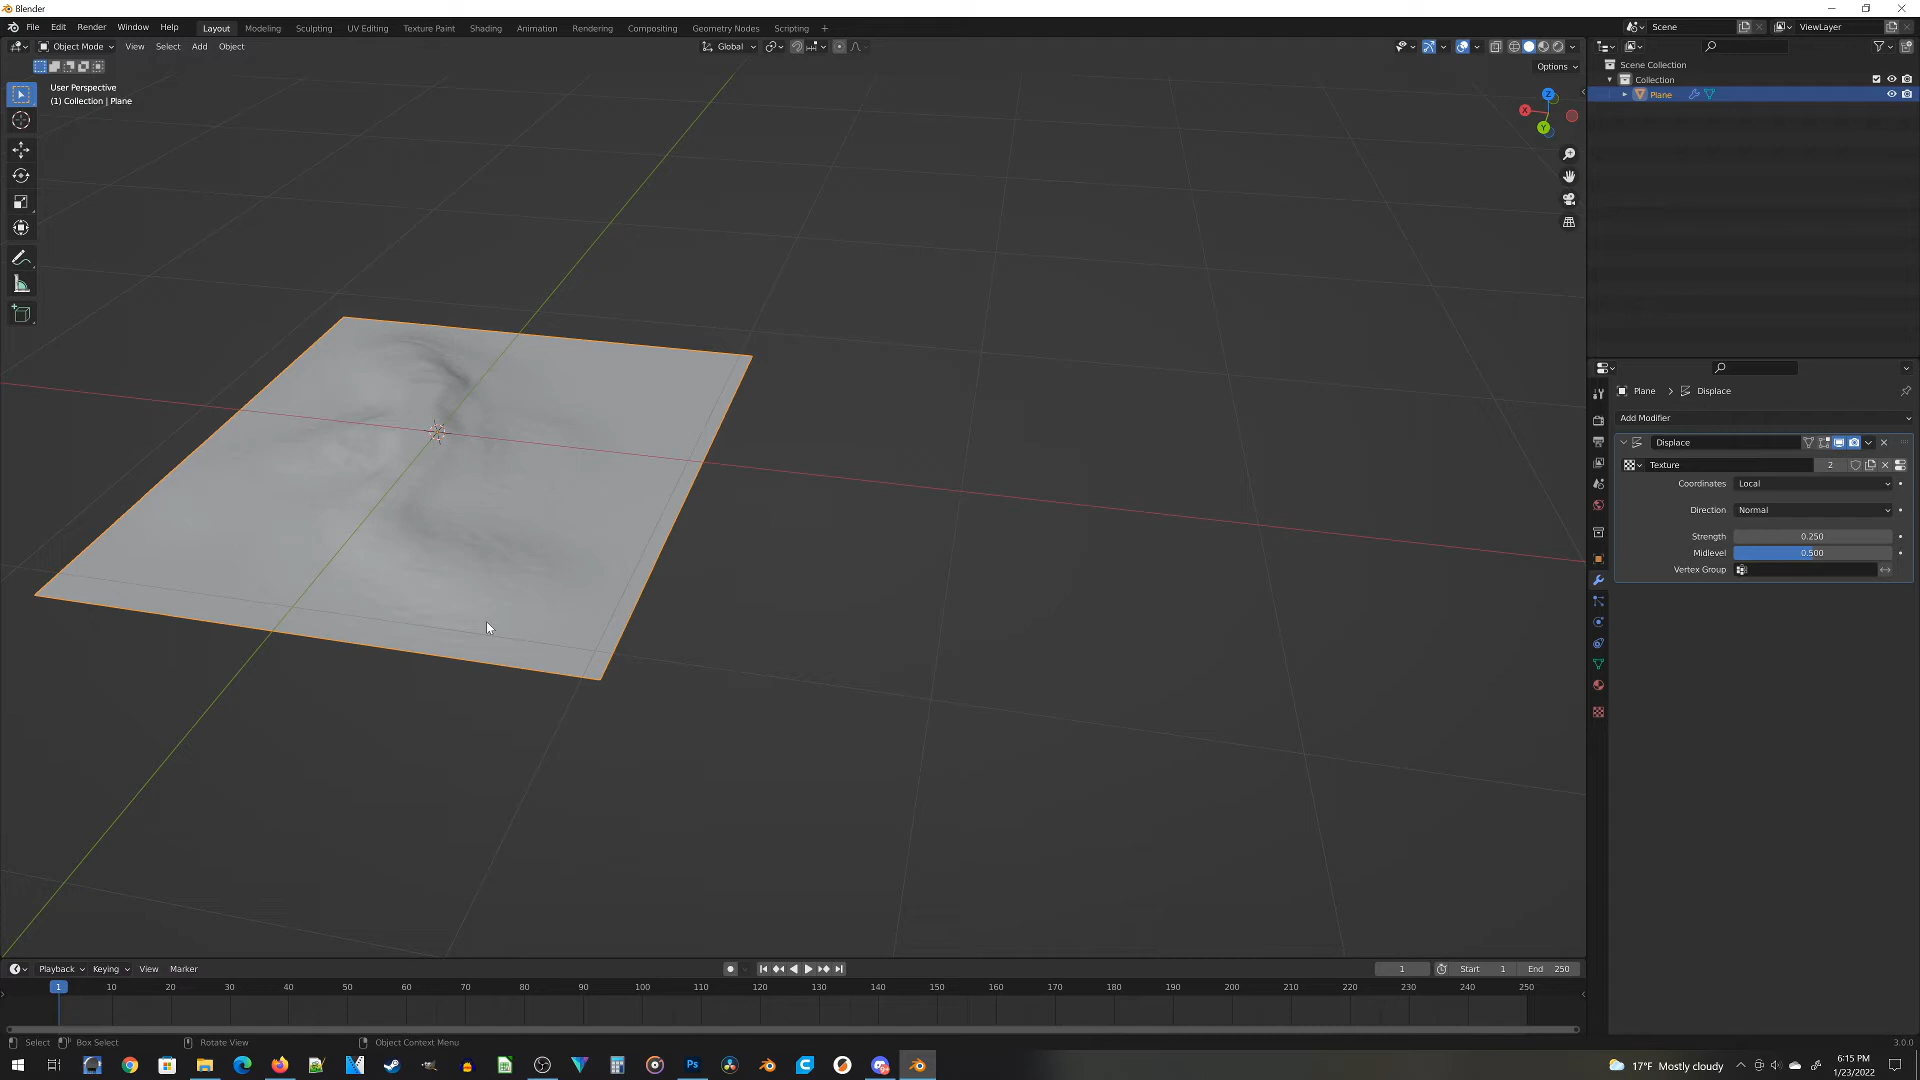 Blender
File Edit Render Window Help Layout Modeling Sculpting UV Editing Texture Paint Shading Animation Rendering Compositing Geometry Nodes Scripting + Scene ViewLayer
Object Mode View Select Add Object Global
Options
User Perspective
(1) Collection | Plane
Z
X
Y
Scene Collection
Collection
Plane
Plane > Displace
Add Modifier
Displace
Texture 2
Coordinates Local
Direction Normal
Strength 0.250
Midlevel 0.500
Vertex Group
Playback Keying View Marker 1 Start 1 End 250
1 10 20 30 40 50 60 70 80 90 100 110 120 130 140 150 160 170 180 190 200 210 220 230 240 250
Select Box Select Rotate View Object Context Menu 3.0.0
Ps
17°F Mostly cloudy
6:15 PM
1/23/2022